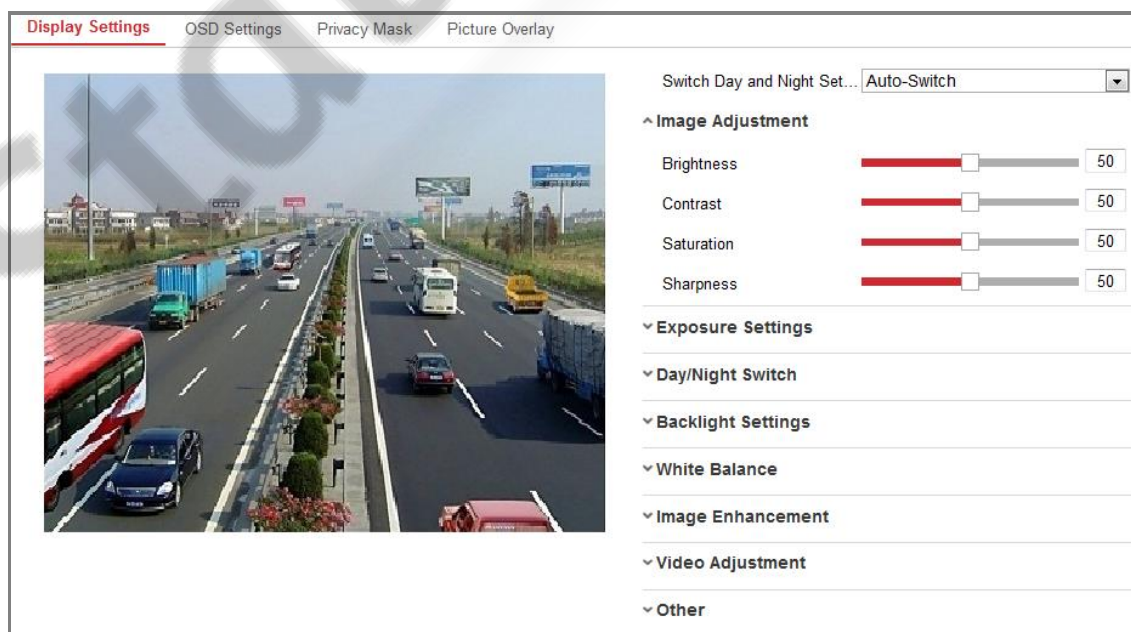 Display Settings OSD Settings Privacy Mask Picture Overlay
Switch Day and Night Set... Auto-Switch
Image Adjustment
Brightness 50
Contrast 50
Saturation 50
Sharpness 50
Exposure Settings
Day/Night Switch
Backlight Settings
White Balance
Image Enhancement
Video Adjustment
Other